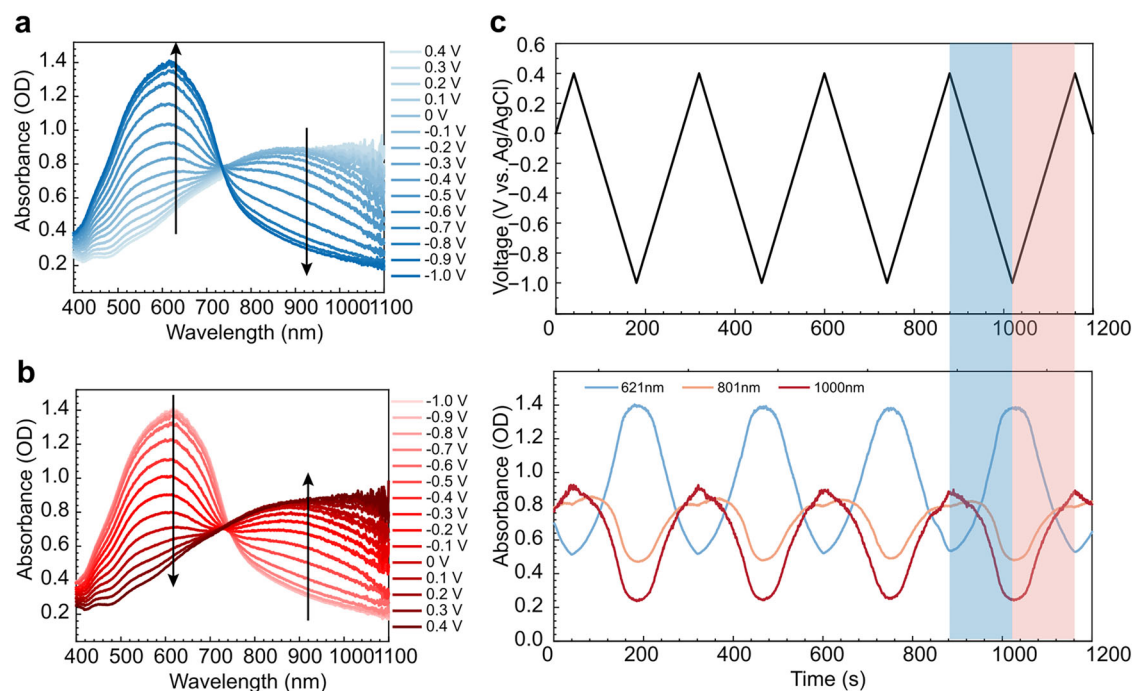 a
1.4
1.2
1.0
0.8
0.6
0.4
0.2
Absorbance (OD)
400 500 600 700 800 900 1000 1100
Wavelength (nm)
0.4 V
0.3 V
0.2 V
0.1 V
0 V
-0.1 V
-0.2 V
-0.3 V
-0.4 V
-0.5 V
-0.6 V
-0.7 V
-0.8 V
-0.9 V
-1.0 V
b
1.4
1.2
1.0
0.8
0.6
0.4
0.2
Absorbance (OD)
400 500 600 700 800 900 1000 1100
Wavelength (nm)
-1.0 V
-0.9 V
-0.8 V
-0.7 V
-0.6 V
-0.5 V
-0.4 V
-0.3 V
-0.2 V
-0.1 V
0 V
0.1 V
0.2 V
0.3 V
0.4 V
c
0.6
0.4
0.2
0.0
−0.2
−0.4
−0.6
−0.8
−1.0
Voltage (V vs. Ag/AgCl)
0 200 400 600 800 1000 1200
621nm 801nm 1000nm
1.6
1.4
1.2
1.0
0.8
0.6
0.4
0.2
0.0
Absorbance (OD)
0 200 400 600 800 1000 1200
Time (s)